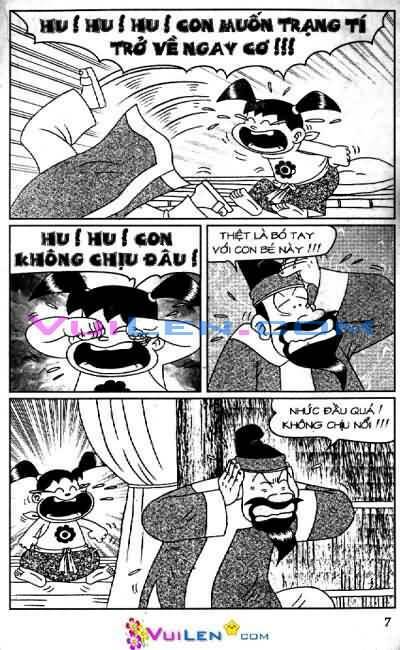 HU! HU! HU! CON MUỐN TRẠNG TÍ
TRỞ VỀ NGAY CƠ!!!
HU! HU! CON
KHÔNG CHỊU ĐÂU!
THIỆT LÀ BÓ TAY
VỚI CON BÉ NÀY!!!
VUILEN.COM
NHỨC ĐẦU QUÁ!
KHÔNG CHỊU NỔI!!!
7
VUILEN.COM